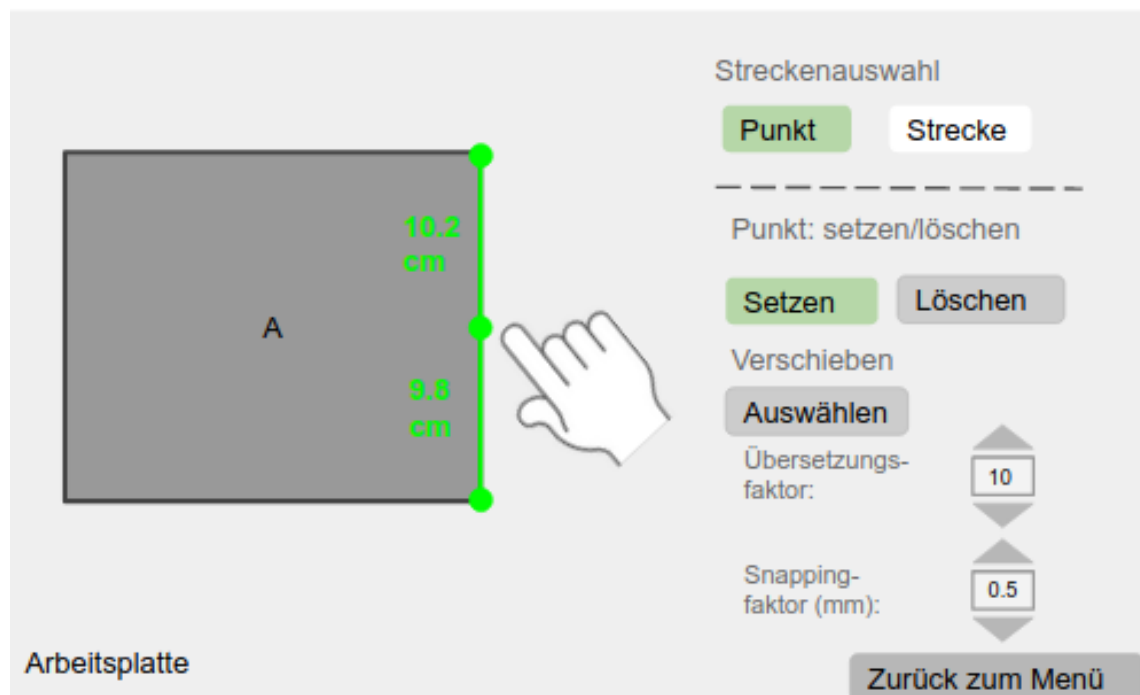 Streckenauswahl
Punkt
Strecke
10.2
cm
A
9.8
cm
Punkt: setzen/löschen
Setzen
Löschen
Verschieben
Auswählen
Übersetzungs-
faktor:
10
Snapping-
faktor (mm):
0.5
Arbeitsplatte
Zurück zum Menü